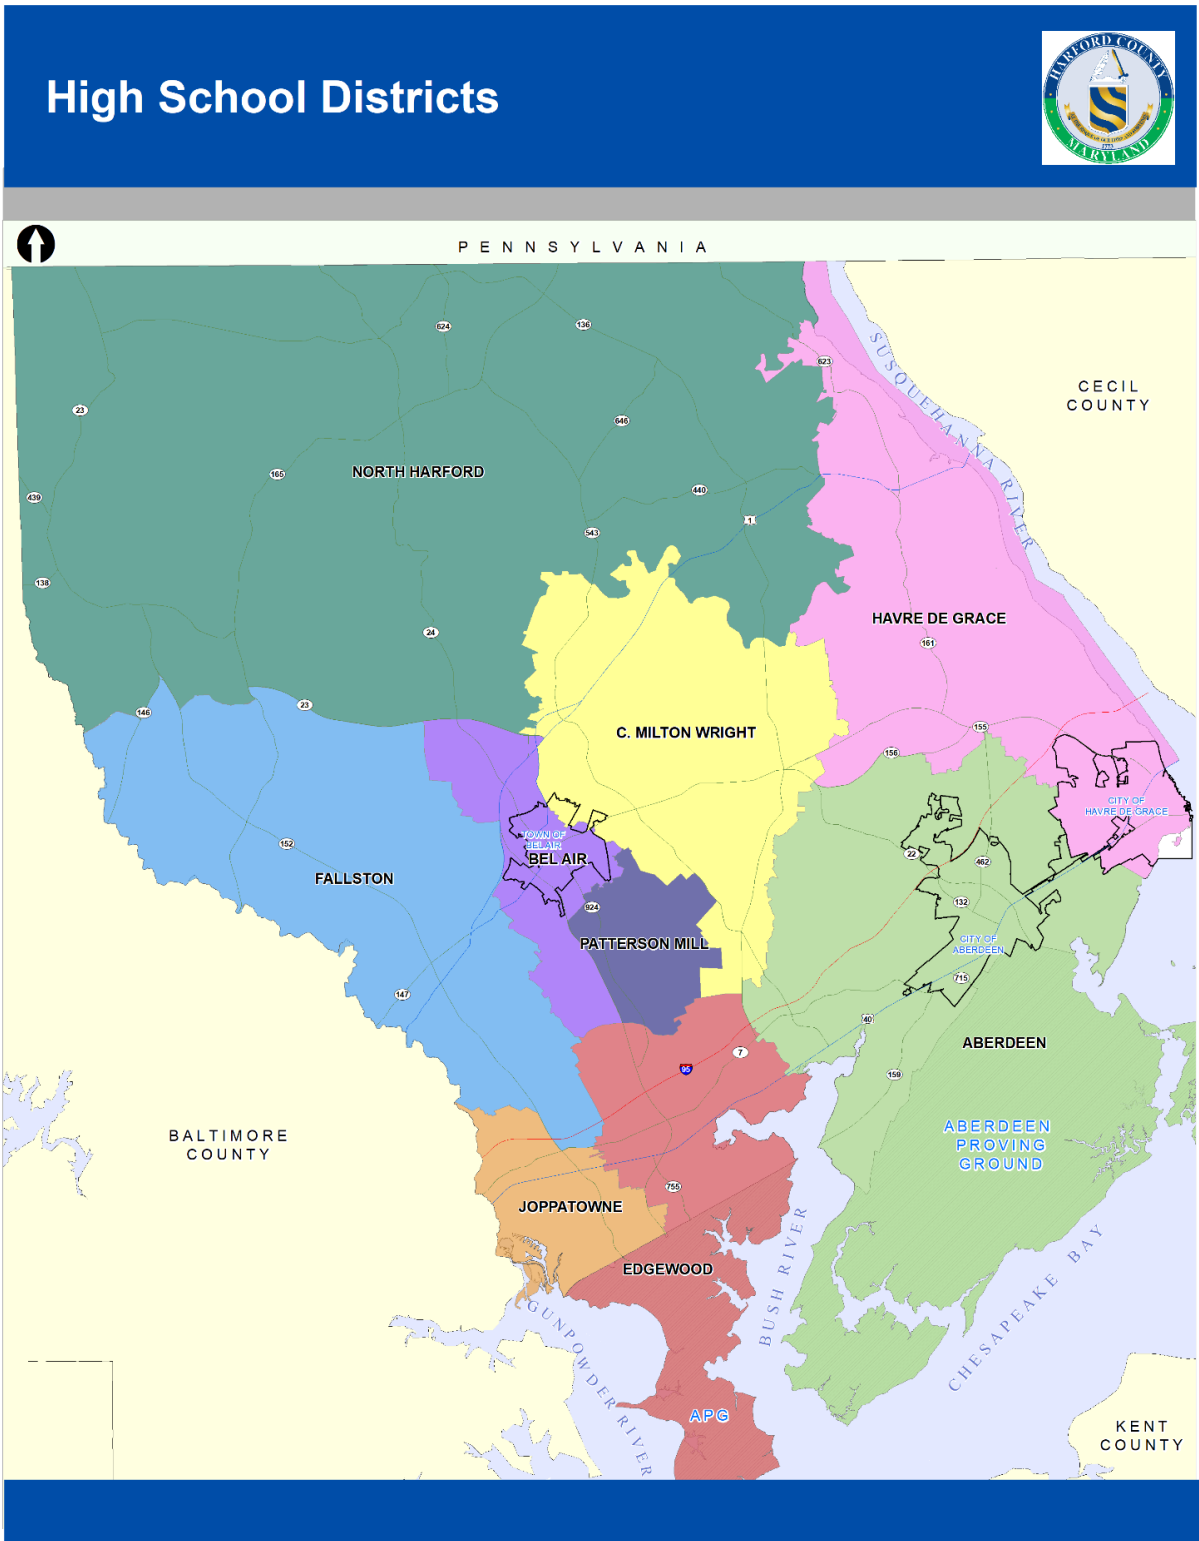 High School Districts
HARFORD COUNTY
1773
MARYLAND
PENNSYLVANIA
SUSQUEHANNA RIVER
CECIL
COUNTY
624
136
623
23
646
165
NORTH HARFORD
439
440
1
543
138
HAVRE DE GRACE
24
161
23
146
155
C. MILTON WRIGHT
156
CITY OF
HAVRE DE GRACE
TOWN OF
BEL AIR
BEL AIR
152
22
462
FALLSTON
924
132
PATTERSON MILL
CITY OF
ABERDEEN
715
147
40
ABERDEEN
7
95
159
ABERDEEN
PROVING
GROUND
BALTIMORE
COUNTY
755
JOPPATOWNE
BUSH RIVER
CHESAPEAKE BAY
EDGEWOOD
GUNPOWDER RIVER
APG
KENT
COUNTY